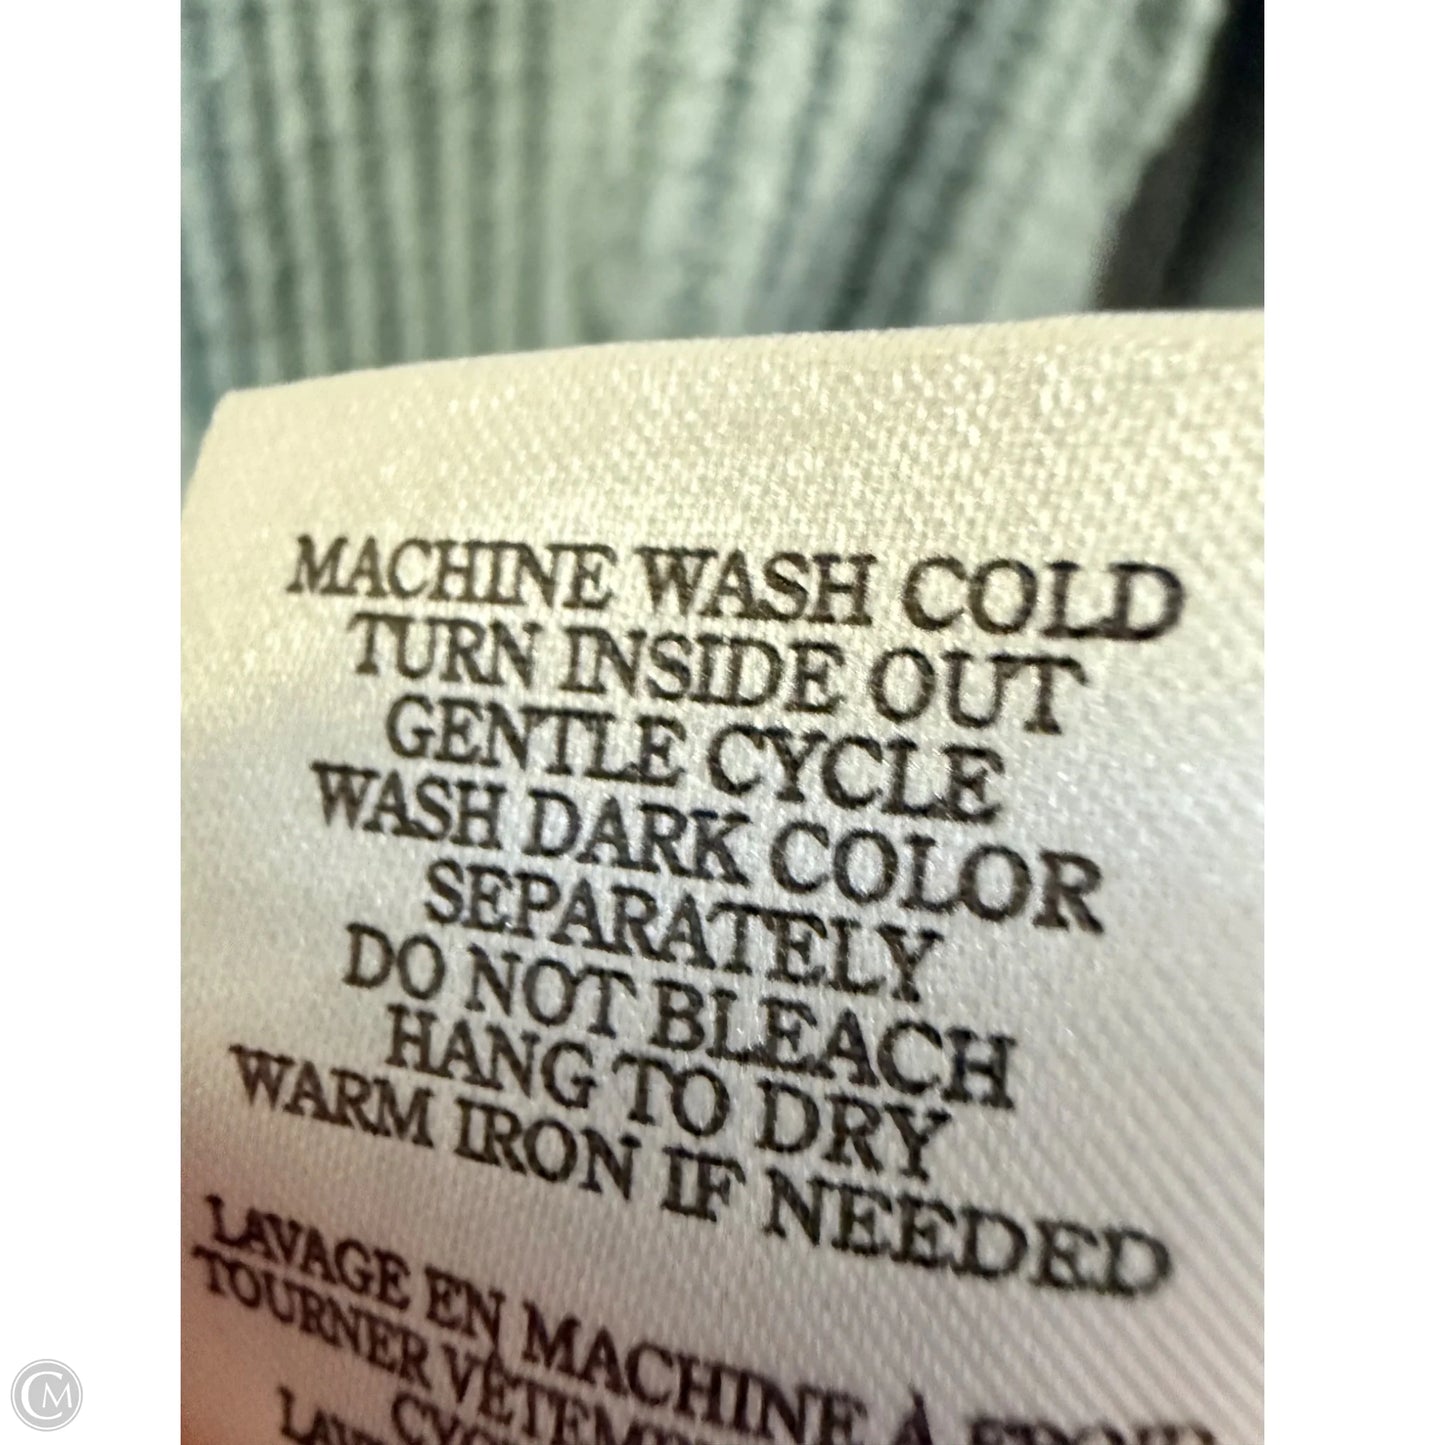 MACHINE WASH COLD
TURN INSIDE OUT
GENTLE CYCLE
WASH DARK COLOR
SEPARATELY
DO NOT BLEACH
HANG TO DRY
WARM IRON IF NEEDED
LAVAGE EN MACHINE À
TOURNER
CM